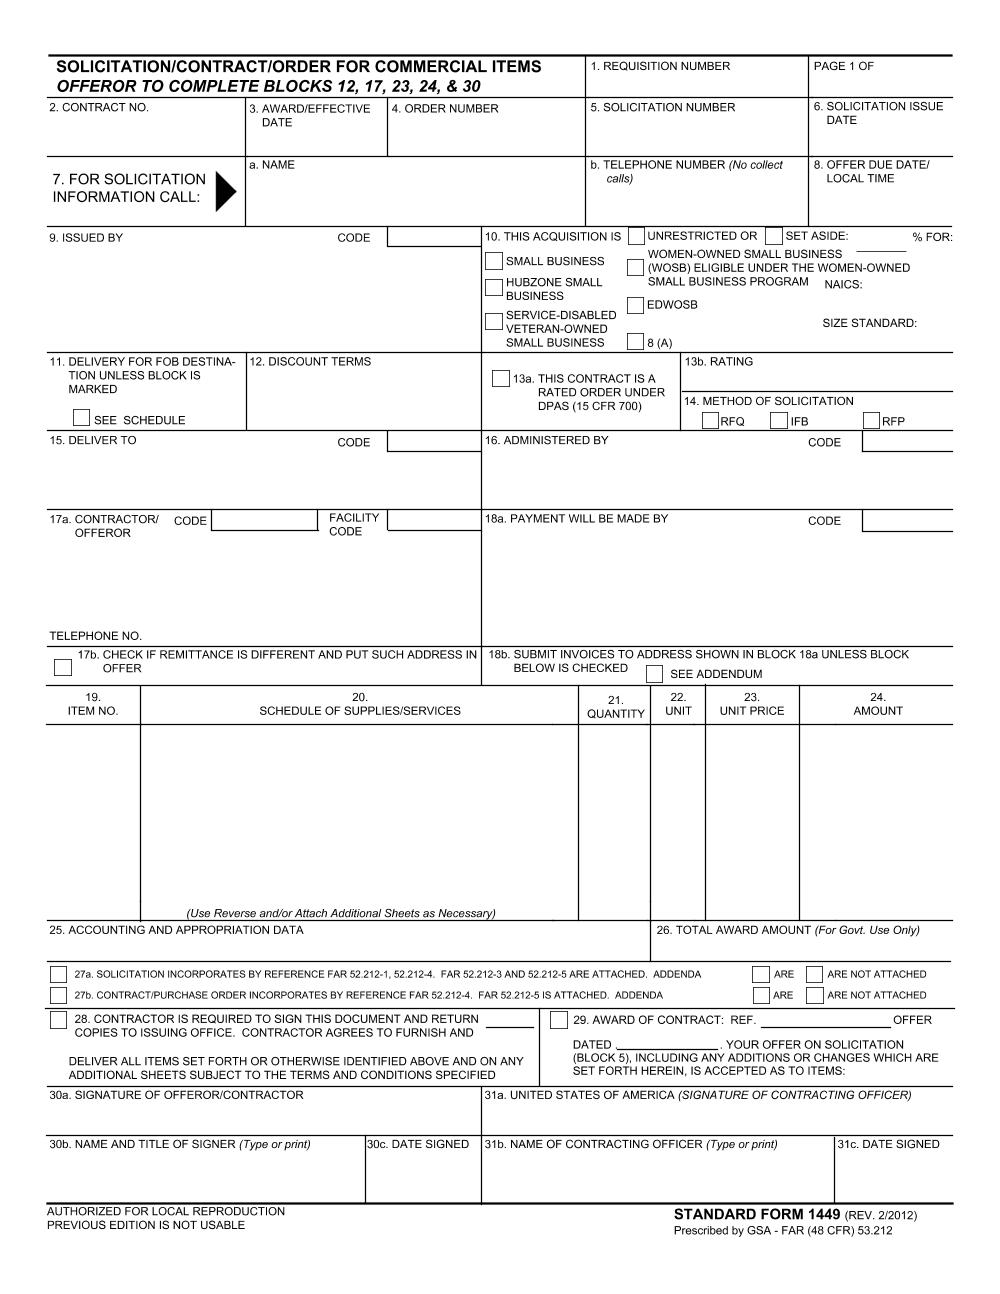 SOLICITATION/CONTRACT/ORDER FOR COMMERCIAL ITEMS
OFFEROR TO COMPLETE BLOCKS 12, 17, 23, 24, & 30
1. REQUISITION NUMBER
PAGE 1 OF
2. CONTRACT NO.
3. AWARD/EFFECTIVE
DATE
4. ORDER NUMBER
5. SOLICITATION NUMBER
6. SOLICITATION ISSUE
DATE
7. FOR SOLICITATION
INFORMATION CALL:
a. NAME
b. TELEPHONE NUMBER (No collect
calls)
8. OFFER DUE DATE/
LOCAL TIME
9. ISSUED BY
CODE
10. THIS ACQUISITION IS
UNRESTRICTED OR
SET ASIDE:
% FOR:
SMALL BUSINESS
HUBZONE SMALL
BUSINESS
SERVICE-DISABLED
VETERAN-OWNED
SMALL BUSINESS
WOMEN-OWNED SMALL BUSINESS
(WOSB) ELIGIBLE UNDER THE WOMEN-OWNED
SMALL BUSINESS PROGRAM
NAICS:
EDWOSB
SIZE STANDARD:
8 (A)
11. DELIVERY FOR FOB DESTINA-
TION UNLESS BLOCK IS
MARKED
SEE SCHEDULE
12. DISCOUNT TERMS
13a. THIS CONTRACT IS A
RATED ORDER UNDER
DPAS (15 CFR 700)
13b. RATING
14. METHOD OF SOLICITATION
RFQ
IFB
RFP
15. DELIVER TO
CODE
16. ADMINISTERED BY
CODE
17a. CONTRACTOR/
OFFEROR
CODE
FACILITY
CODE
TELEPHONE NO.
18a. PAYMENT WILL BE MADE BY
CODE
17b. CHECK IF REMITTANCE IS DIFFERENT AND PUT SUCH ADDRESS IN
OFFER
18b. SUBMIT INVOICES TO ADDRESS SHOWN IN BLOCK 18a UNLESS BLOCK
BELOW IS CHECKED
SEE ADDENDUM
19.
ITEM NO.
20.
SCHEDULE OF SUPPLIES/SERVICES
21.
QUANTITY
22.
UNIT
23.
UNIT PRICE
24.
AMOUNT
(Use Reverse and/or Attach Additional Sheets as Necessary)
25. ACCOUNTING AND APPROPRIATION DATA
26. TOTAL AWARD AMOUNT (For Govt. Use Only)
27a. SOLICITATION INCORPORATES BY REFERENCE FAR 52.212-1, 52.212-4. FAR 52.212-3 AND 52.212-5 ARE ATTACHED. ADDENDA
ARE
ARE NOT ATTACHED
27b. CONTRACT/PURCHASE ORDER INCORPORATES BY REFERENCE FAR 52.212-4. FAR 52.212-5 IS ATTACHED. ADDENDA
ARE
ARE NOT ATTACHED
28. CONTRACTOR IS REQUIRED TO SIGN THIS DOCUMENT AND RETURN
COPIES TO ISSUING OFFICE. CONTRACTOR AGREES TO FURNISH AND
DELIVER ALL ITEMS SET FORTH OR OTHERWISE IDENTIFIED ABOVE AND ON ANY
ADDITIONAL SHEETS SUBJECT TO THE TERMS AND CONDITIONS SPECIFIED
29. AWARD OF CONTRACT: REF. OFFER
DATED . YOUR OFFER ON SOLICITATION
(BLOCK 5), INCLUDING ANY ADDITIONS OR CHANGES WHICH ARE
SET FORTH HEREIN, IS ACCEPTED AS TO ITEMS:
30a. SIGNATURE OF OFFEROR/CONTRACTOR
31a. UNITED STATES OF AMERICA (SIGNATURE OF CONTRACTING OFFICER)
30b. NAME AND TITLE OF SIGNER (Type or print)
30c. DATE SIGNED
31b. NAME OF CONTRACTING OFFICER (Type or print)
31c. DATE SIGNED
AUTHORIZED FOR LOCAL REPRODUCTION
PREVIOUS EDITION IS NOT USABLE
STANDARD FORM 1449 (REV. 2/2012)
Prescribed by GSA - FAR (48 CFR) 53.212